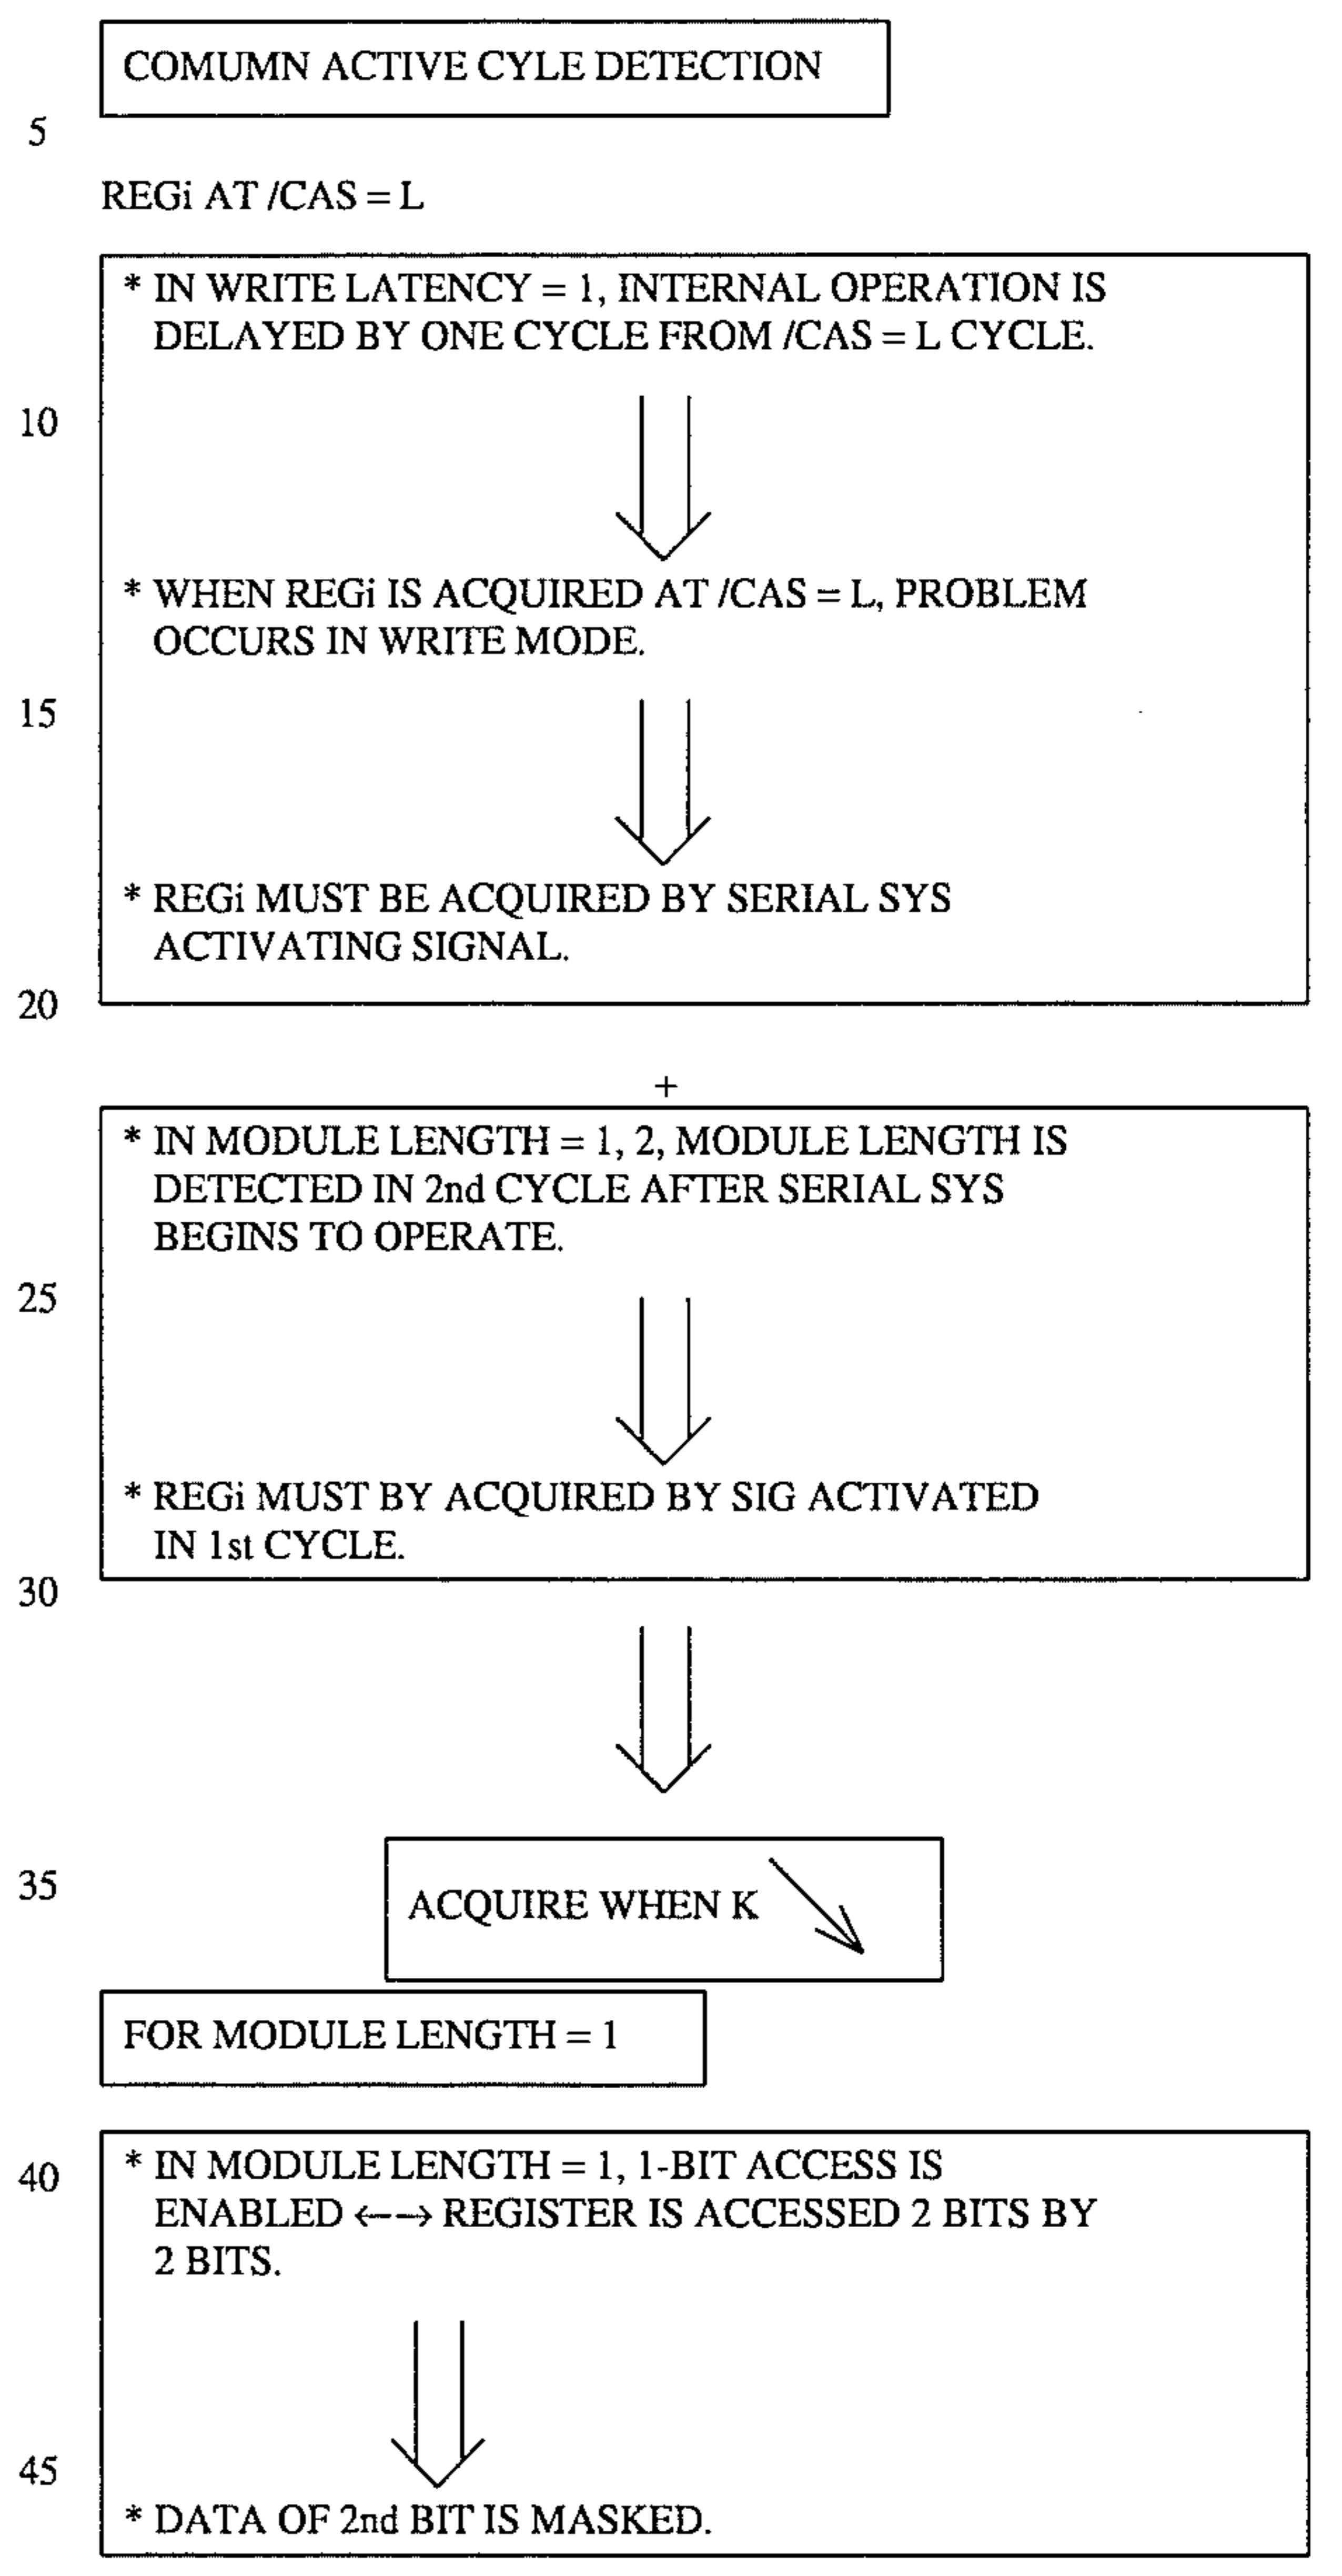 COMUMN ACTIVE CYLE DETECTION
5
REGi AT /CAS = L
* IN WRITE LATENCY = 1, INTERNAL OPERATION IS
DELAYED BY ONE CYCLE FROM /CAS = L CYCLE.
10
* WHEN REGi IS ACQUIRED AT /CAS = L, PROBLEM
OCCURS IN WRITE MODE.
15
* REGi MUST BE ACQUIRED BY SERIAL SYS
ACTIVATING SIGNAL.
20
+
* IN MODULE LENGTH = 1, 2, MODULE LENGTH IS
DETECTED IN 2nd CYCLE AFTER SERIAL SYS
BEGINS TO OPERATE.
25
* REGi MUST BY ACQUIRED BY SIG ACTIVATED
IN 1st CYCLE.
30
35
ACQUIRE WHEN K
FOR MODULE LENGTH = 1
* IN MODULE LENGTH = 1, 1-BIT ACCESS IS
40
ENABLED ←--→ REGISTER IS ACCESSED 2 BITS BY
2 BITS.
45
* DATA OF 2nd BIT IS MASKED.